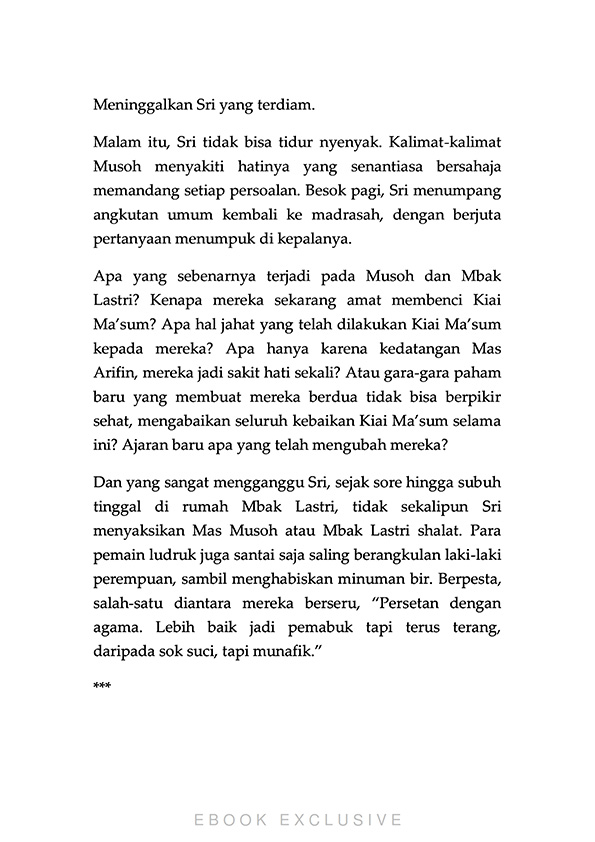 Meninggalkan Sri yang terdiam.
Malam itu, Sri tidak bisa tidur nyenyak. Kalimat-kalimat
Musoh menyakiti hatinya yang senantiasa bersahaja
memandang setiap persoalan. Besok pagi, Sri menumpang
angkutan umum kembali ke madrasah, dengan berjuta
pertanyaan menumpuk di kepalanya.
Apa yang sebenarnya terjadi pada Musoh dan Mbak
Lastri? Kenapa mereka sekarang amat membenci Kiai
Ma’sum? Apa hal jahat yang telah dilakukan Kiai Ma’sum
kepada mereka? Apa hanya karena kedatangan Mas
Arifin, mereka jadi sakit hati sekali? Atau gara-gara paham
baru yang membuat mereka berdua tidak bisa berpikir
sehat, mengabaikan seluruh kebaikan Kiai Ma’sum selama
ini? Ajaran baru apa yang telah mengubah mereka?
Dan yang sangat mengganggu Sri, sejak sore hingga subuh
tinggal di rumah Mbak Lastri, tidak sekalipun Sri
menyaksikan Mas Musoh atau Mbak Lastri shalat. Para
pemain ludruk juga santai saja saling berangkulan laki-laki
perempuan, sambil menghabiskan minuman bir. Berpesta,
salah-satu diantara mereka berseru, “Persetan dengan
agama. Lebih baik jadi pemabuk tapi terus terang,
daripada sok suci, tapi munafik.”
***
EBOOK EXCLUSIVE